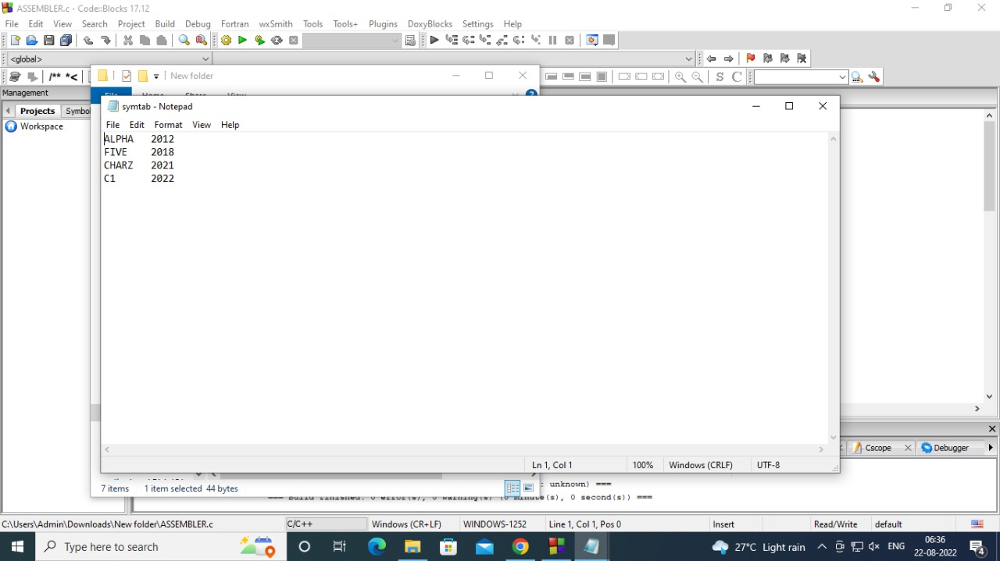 ASSEMBLER.c - Code::Blocks 17.12
File Edit View Search Project Build Debug Fortran wxSmith Tools Tools+ Plugins DoxyBlocks Settings Help
<global>
/** *< New folder S C
Management
File Home Share View ?
Projects Symbo
symtab - Notepad
Workspace
File Edit Format View Help
ALPHA 2012
FIVE 2018
CHARZ 2021
C1 2022
Cscope Debugger
Ln 1, Col 1 100% Windows (CRLF) UTF-8
7 items 1 item selected 44 bytes
: unknown) ===
=== Build finished: 0 error(s), 0 warning(s) (0 minute(s), 0 second(s)) ===
C:\Users\Admin\Downloads\New folder\ASSEMBLER.c C/C++ Windows (CR+LF) WINDOWS-1252 Line 1, Col 1, Pos 0 Insert Read/Write default
Type here to search 27°C Light rain ENG 06:36
22-08-2022 4